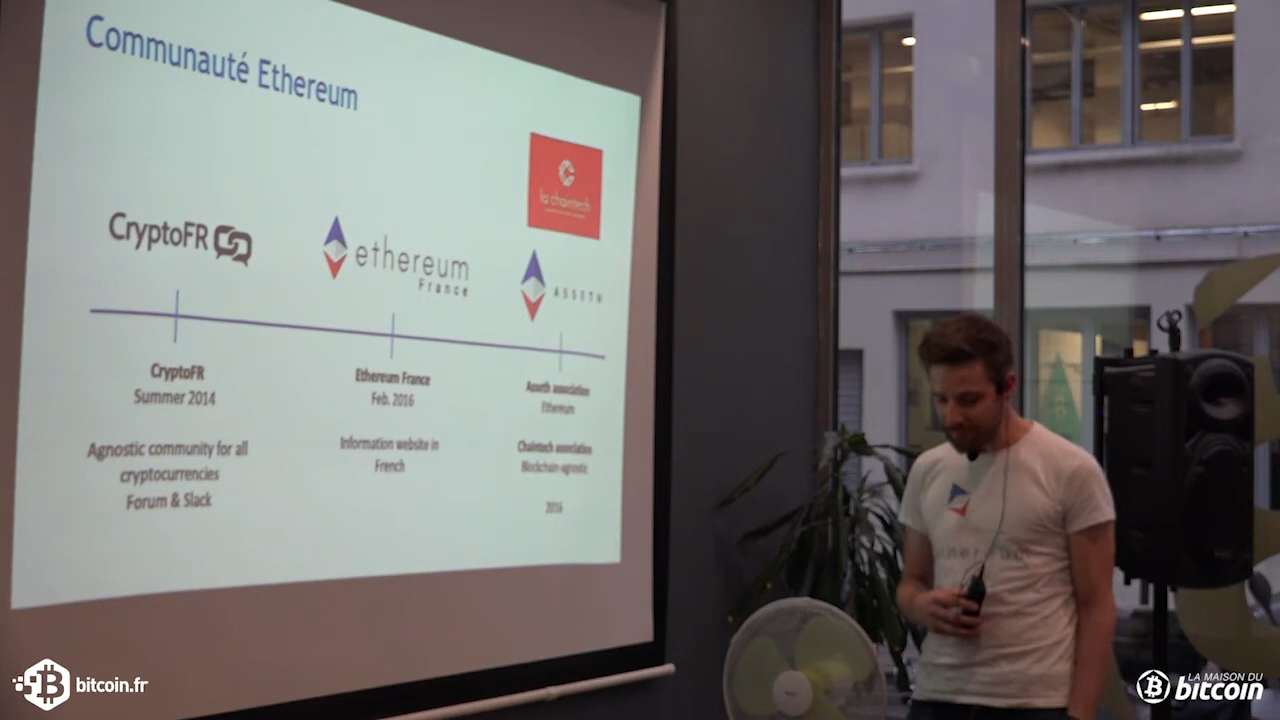 Communauté Ethereum
la chaintech
CryptoFR
ethereum
France
ASSETH
CryptoFR
Summer 2014
Agnostic community for all
cryptocurrencies
Forum & Slack
Ethereum France
Feb. 2016
Information website in
French
Asseth association
Ethereum
Chaintech association
Blockchain-agnostic
2016
ethereum
bitcoin.fr
LA MAISON DU
bitcoin